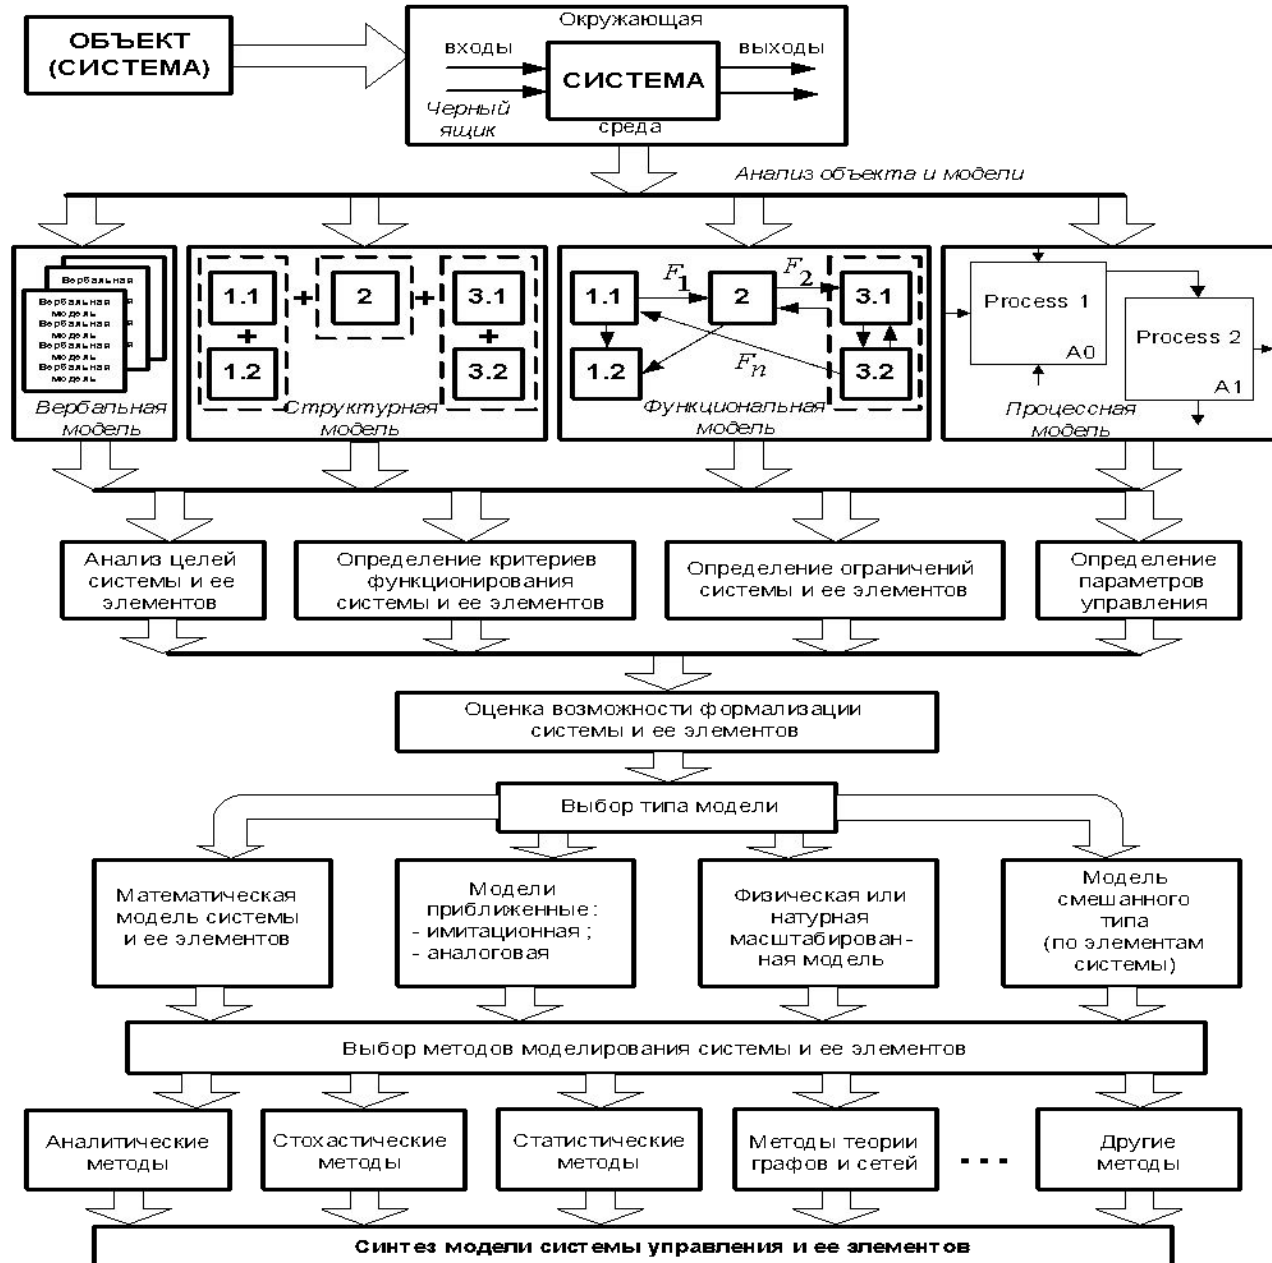 ОБЪЕКТ
(СИСТЕМА)
Окружающая
входы
выходы
СИСТЕМА
Черный
ящик
среда
Анализ объекта и модели
Вербальная
Вербальная
модель
Вербальная
модель
Вербальная
модель
Вербальная
модель
Вербальная
модель
1.1
+
2
+
3.1
+
+
1.2
3.2
Структурная
модель
1.1
F1
2
F2
3.1
1.2
Fn
3.2
Функциональная
модель
Process 1
A0
Process 2
A1
Процессная
модель
Анализ целей
системы и ее
элементов
Определение критериев
функционирования
системы и ее элементов
Определение ограничений
системы и ее элементов
Определение
параметров
управления
Оценка возможности формализации
системы и ее элементов
Выбор типа модели
Математическая
модель системы
и ее элементов
Модели
приближенные:
- имитационная;
- аналоговая
Физическая или
натурная
масштабирован-
ная модель
Модель
смешанного
типа
(по элементам
системы)
Выбор методов моделирования системы и ее элементов
Аналитические
методы
Стохастические
методы
Статистические
методы
Методы теории
графов и сетей
...
Другие
методы
Синтез модели системы управления и ее элементов